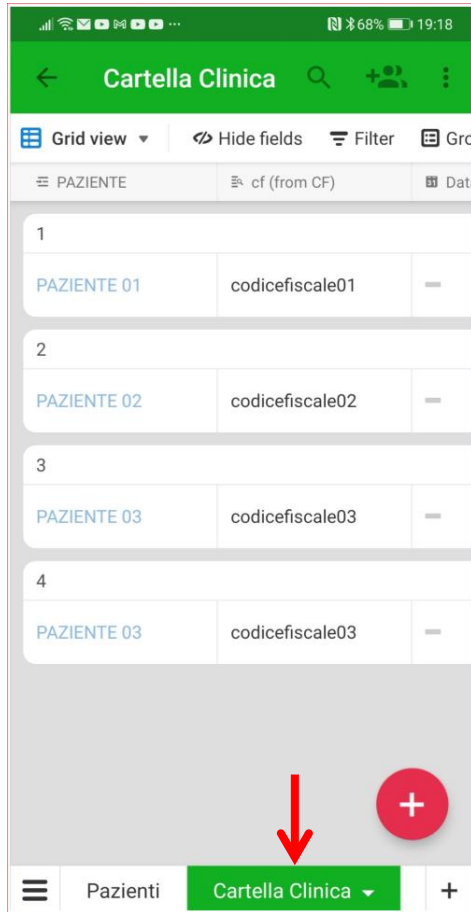 68% 19:18
Cartella Clinica
Grid view Hide fields Filter Gro
PAZIENTE cf (from CF) Dat
1
PAZIENTE 01 codicefiscale01
2
PAZIENTE 02 codicefiscale02
3
PAZIENTE 03 codicefiscale03
4
PAZIENTE 03 codicefiscale03
Pazienti Cartella Clinica +